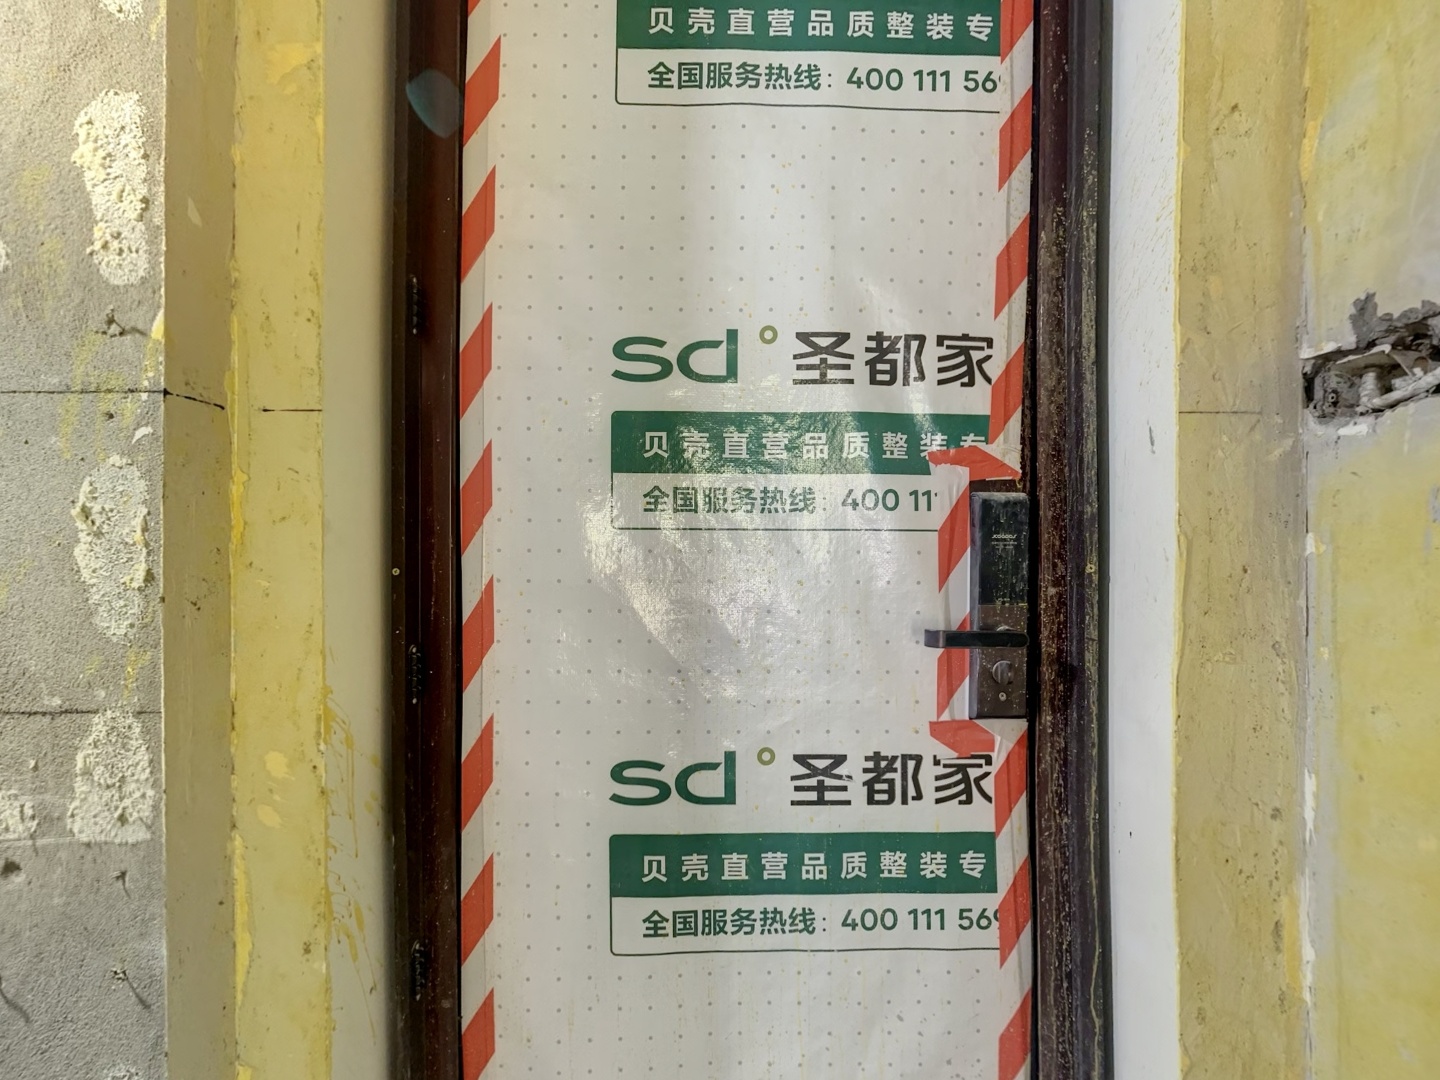 贝壳直营品质整装专
全国服务热线：400 111 56
sd 圣都家
贝壳直营品质整装专
全国服务热线：400 11
sd 圣都家
贝壳直营品质整装专
全国服务热线：400 111 569